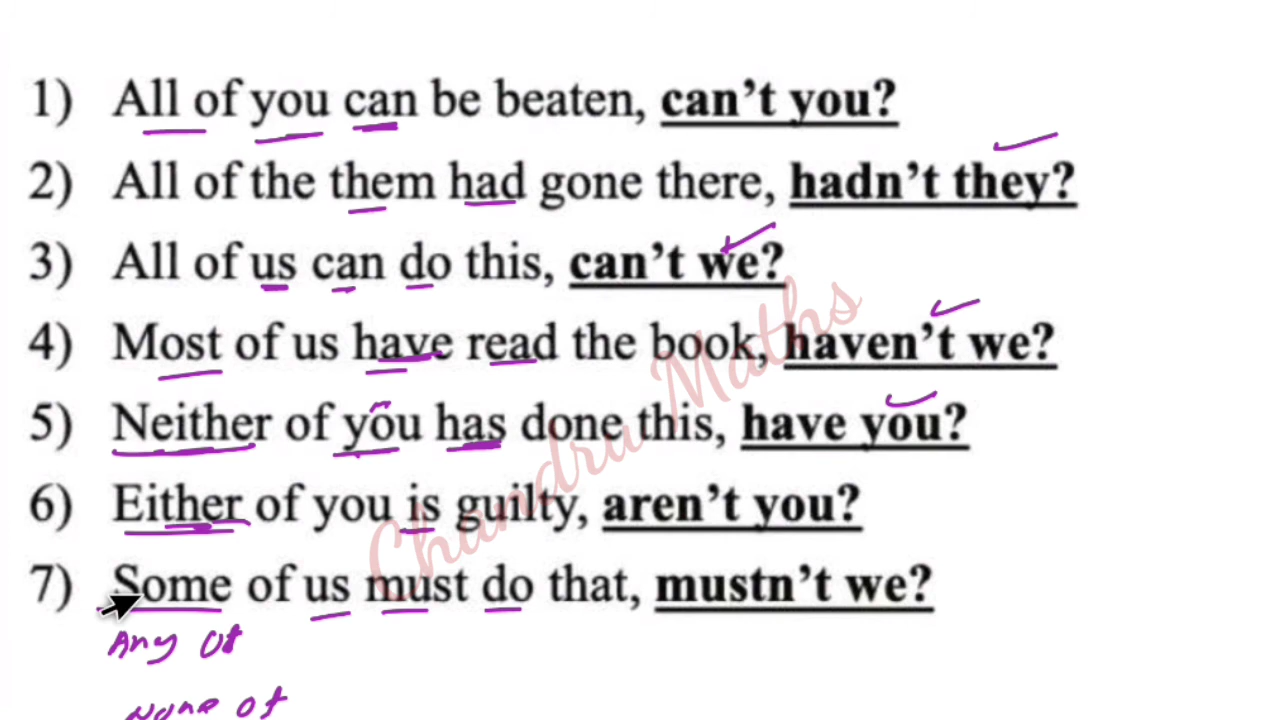 1) All of you can be beaten, can't you?
2) All of the them had gone there, hadn't they?
3) All of us can do this, can't we?
4) Most of us have read the book, haven't we?
5) Neither of you has done this, have you?
6) Either of you is guilty, aren't you?
7) Some of us must do that, mustn't we?
Any of
None of
Chandru Maths